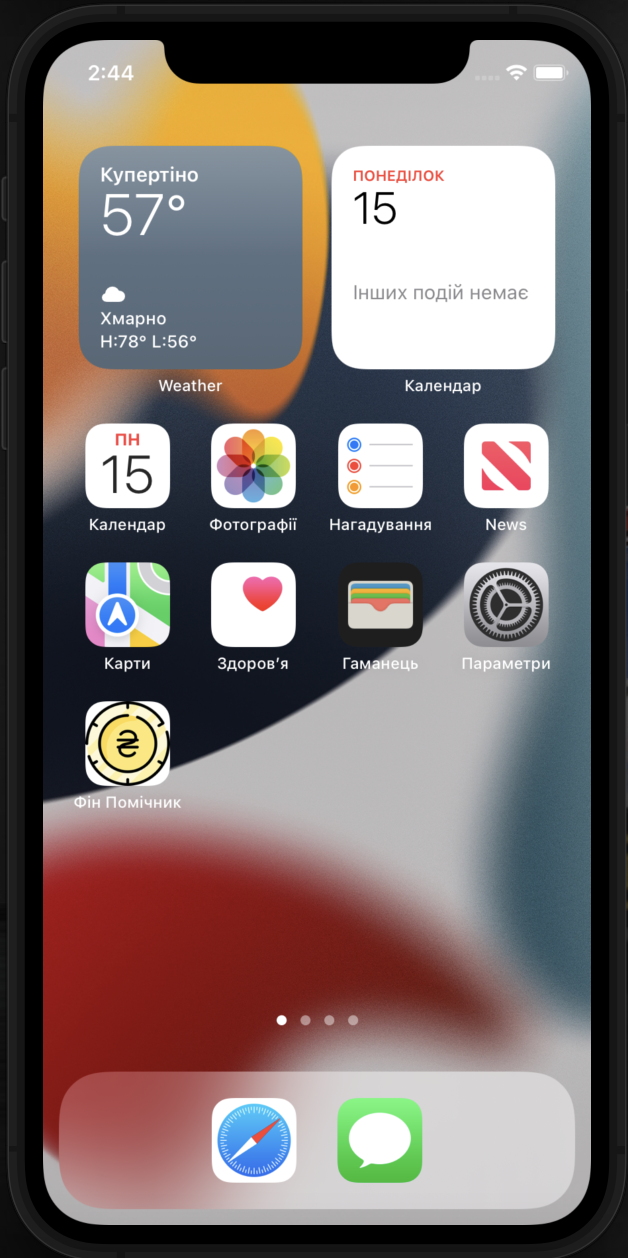 2:44
Купертіно
57°
Хмарно
H:78° L:56°
Weather
ПОНЕДІЛОК
15
Інших подій немає
Календар
ПН
15
Календар
Фотографії
Нагадування
News
Карти
Здоров’я
Гаманець
Параметри
₴
Фін Помічник